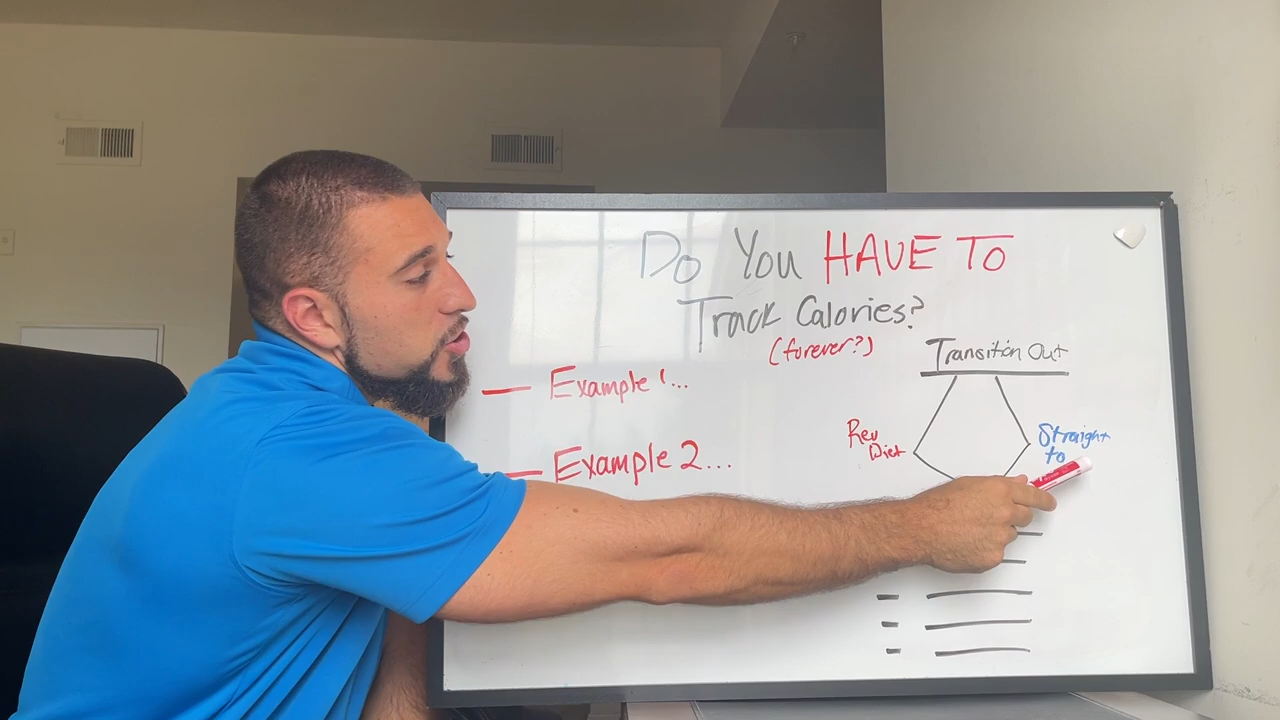 Do You HAVE TO
Track Calories?
(forever?)
Transition Out
— Example 1...
Rev
Diet
Straight
to
— Example 2...